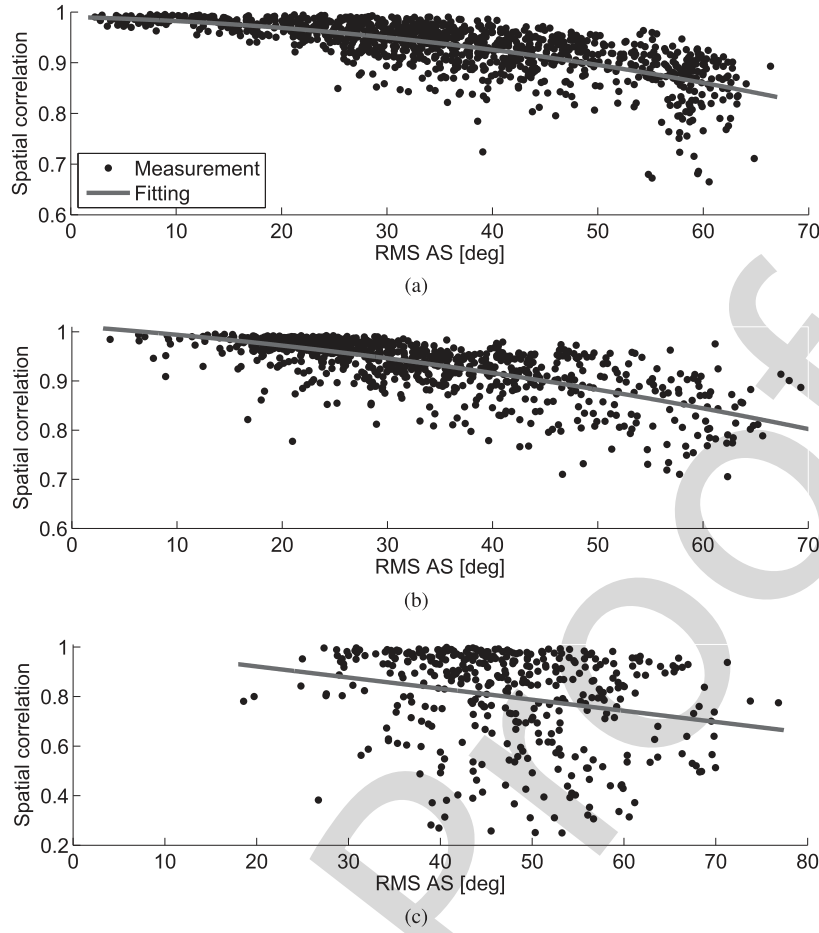 1
0.9
0.8
0.7
0.6
Spatial correlation
Measurement
Fitting
0 10 20 30 40 50 60 70
RMS AS [deg]
(a)
1
0.9
0.8
0.7
0.6
Spatial correlation
0 10 20 30 40 50 60 70
RMS AS [deg]
(b)
1
0.8
0.6
0.4
0.2
Spatial correlation
0 10 20 30 40 50 60 70 80
RMS AS [deg]
(c)
Proof